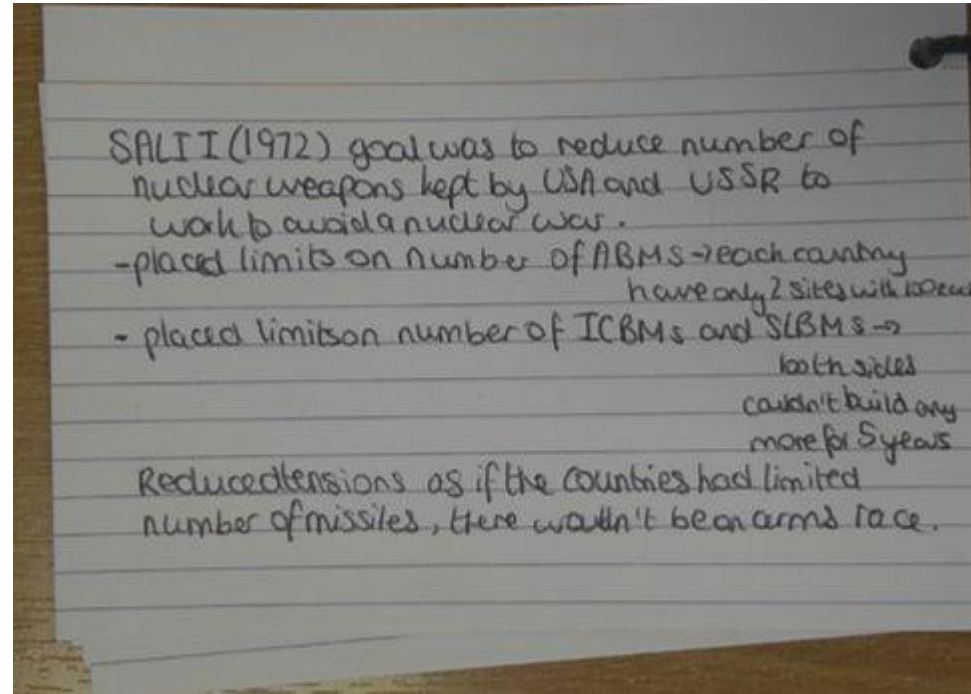 SALT I (1972) goal was to reduce number of
nuclear weapons kept by USA and USSR to
work to avoid a nuclear war.
- placed limits on number of ABMS → each country
have only 2 sites with 100 each
- placed limits on number of ICBMs and SLBMs →
both sides
couldn't build any
more for 5 years
Reduced tensions as if the countries had limited
number of missiles, there wouldn't be an arms race.